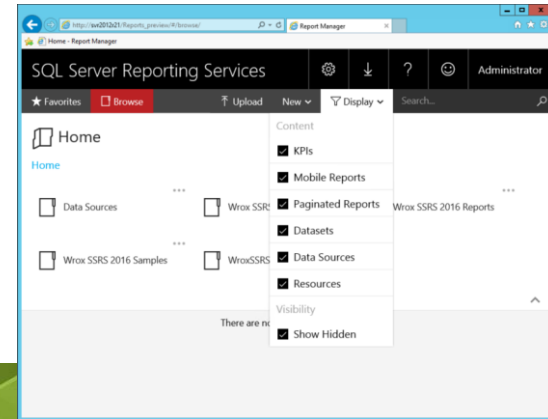 http://svr2012s21/Reports_preview/#/browse/
Report Manager
Home - Report Manager
SQL Server Reporting Services
?
Administrator
Favorites
Browse
Upload
New
Display
Search...
Home
Home
Content
KPIs
Mobile Reports
Paginated Reports
Datasets
Data Sources
Resources
Visibility
Show Hidden
Data Sources
Wrox SSRS
Wrox SSRS 2016 Reports
Wrox SSRS 2016 Samples
WroxSSRS
There are no